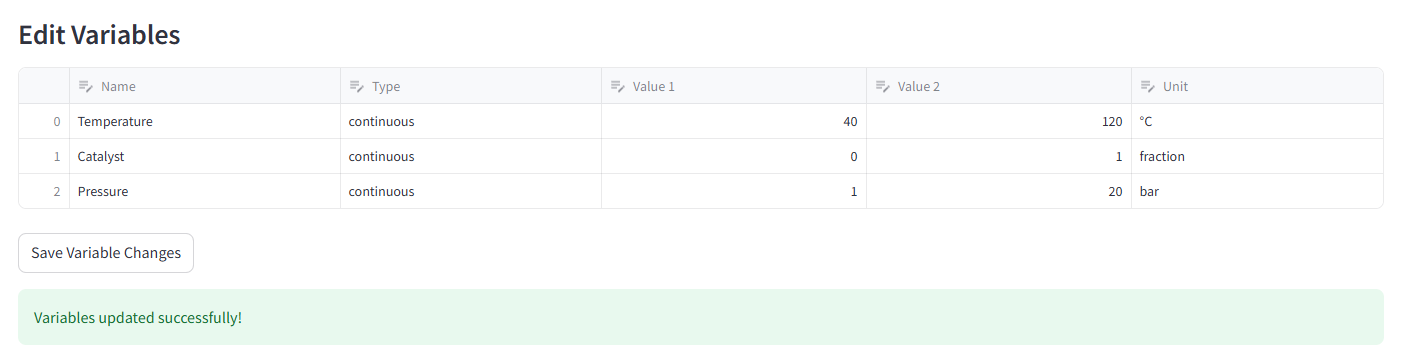 Edit Variables
Name Type Value 1 Value 2 Unit
0 Temperature continuous 40 120 °C
1 Catalyst continuous 0 1 fraction
2 Pressure continuous 1 20 bar
Save Variable Changes
Variables updated successfully!